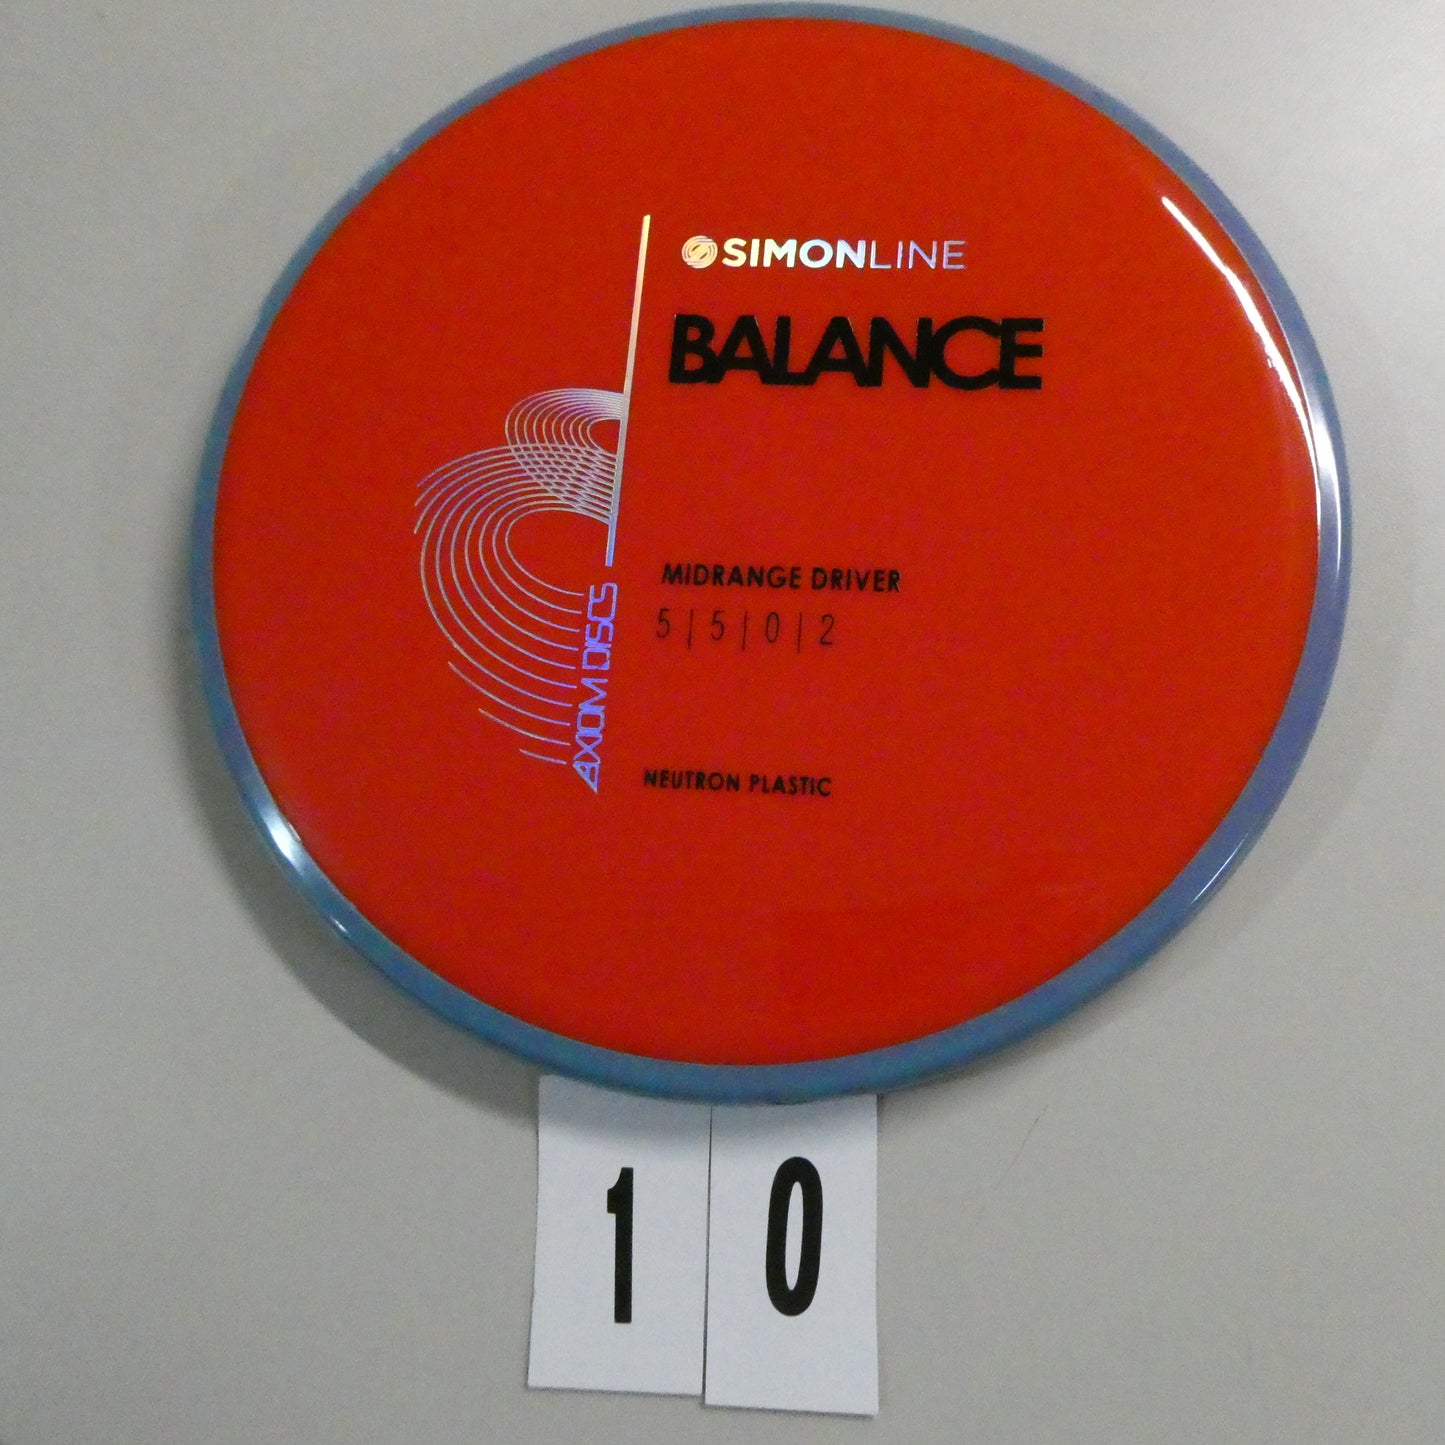 SIMONLINE
BALANCE
MIDRANGE DRIVER
5 | 5 | 0 | 2
AXIOM DISCS
NEUTRON PLASTIC
1 0